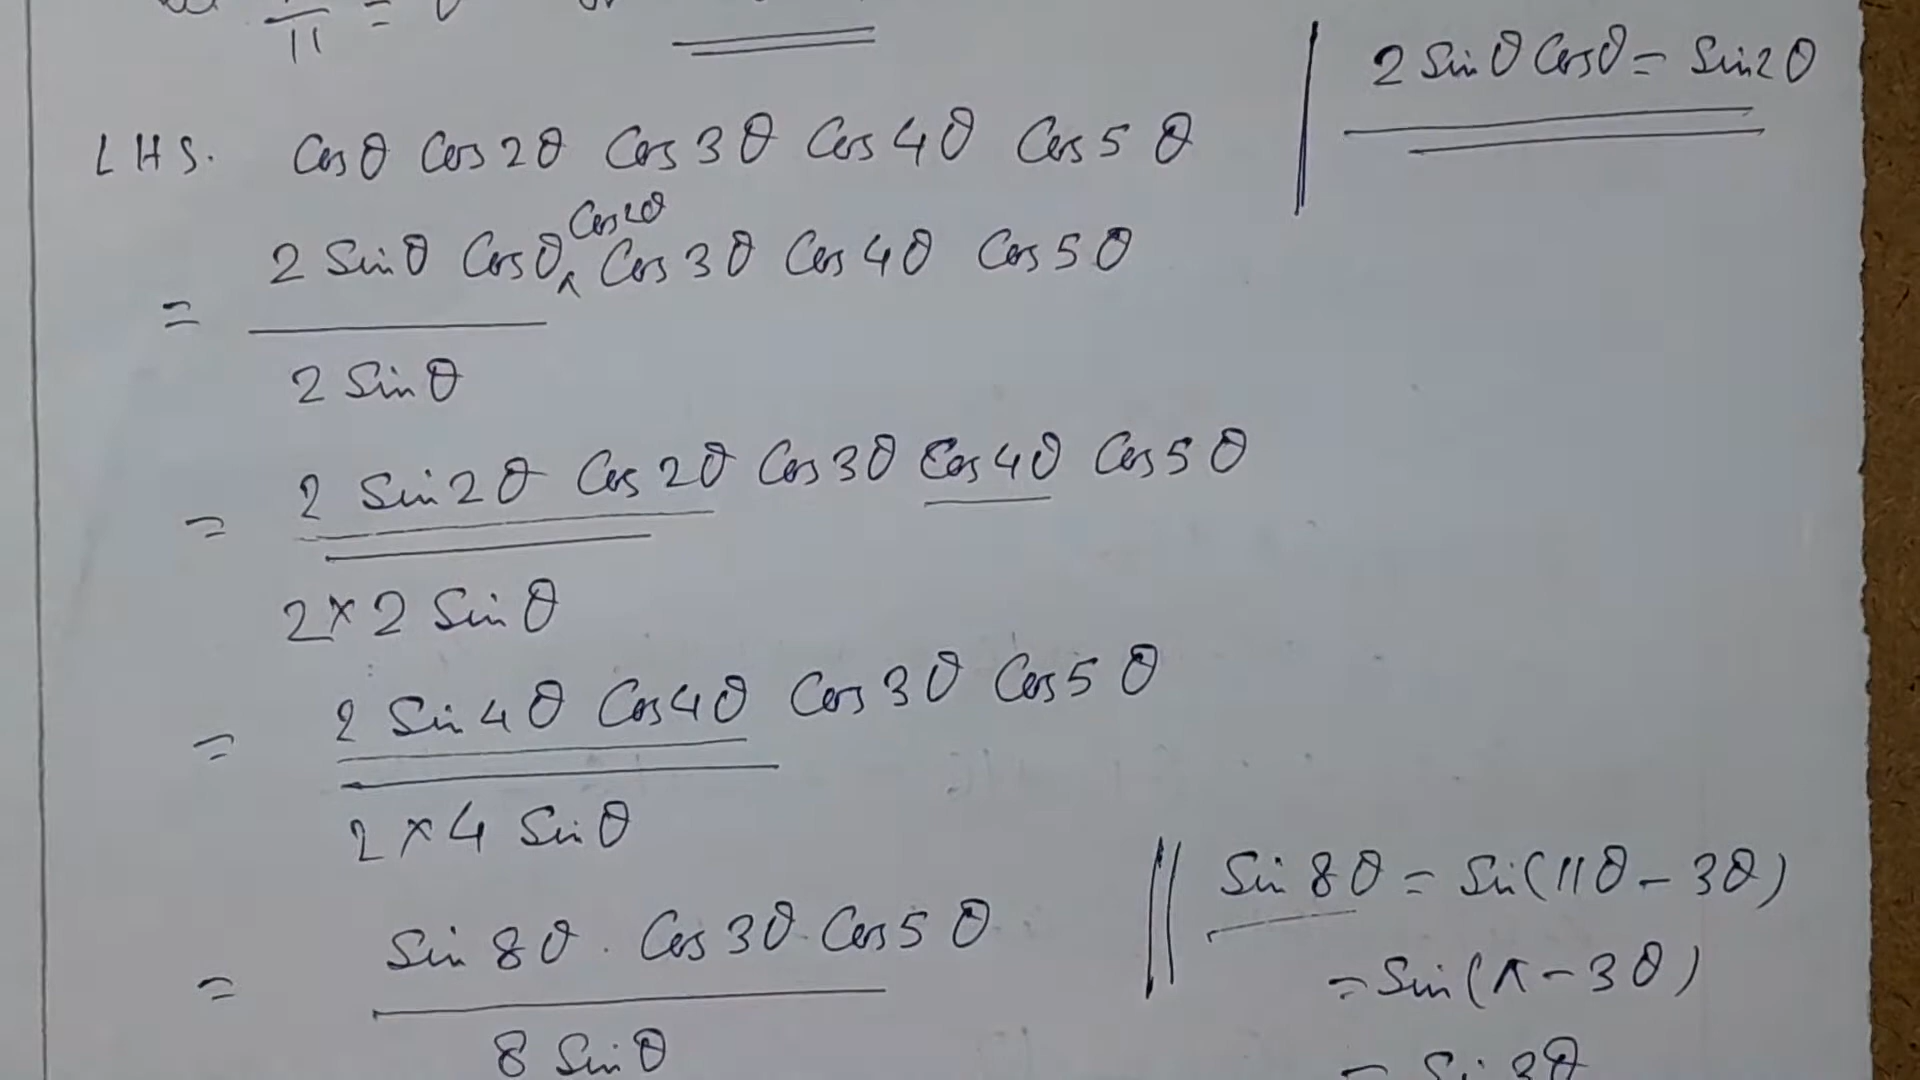 π/11 = θ
2 Sin θ Cos θ = Sin 2θ
LHS. Cos θ Cos 2θ Cos 3θ Cos 4θ Cos 5θ
Cos 2θ
= 2 Sin θ Cos θ ‸ Cos 3θ Cos 4θ Cos 5θ
2 Sin θ
= 2 Sin 2θ Cos 2θ Cos 3θ Cos 4θ Cos 5θ
2 × 2 Sin θ
= 2 Sin 4θ Cos 4θ Cos 3θ Cos 5θ
2 × 4 Sin θ
= Sin 8θ . Cos 3θ . Cos 5θ
8 Sin θ
Sin 8θ = Sin (11θ - 3θ)
= Sin (π - 3θ)
= Sin 3θ